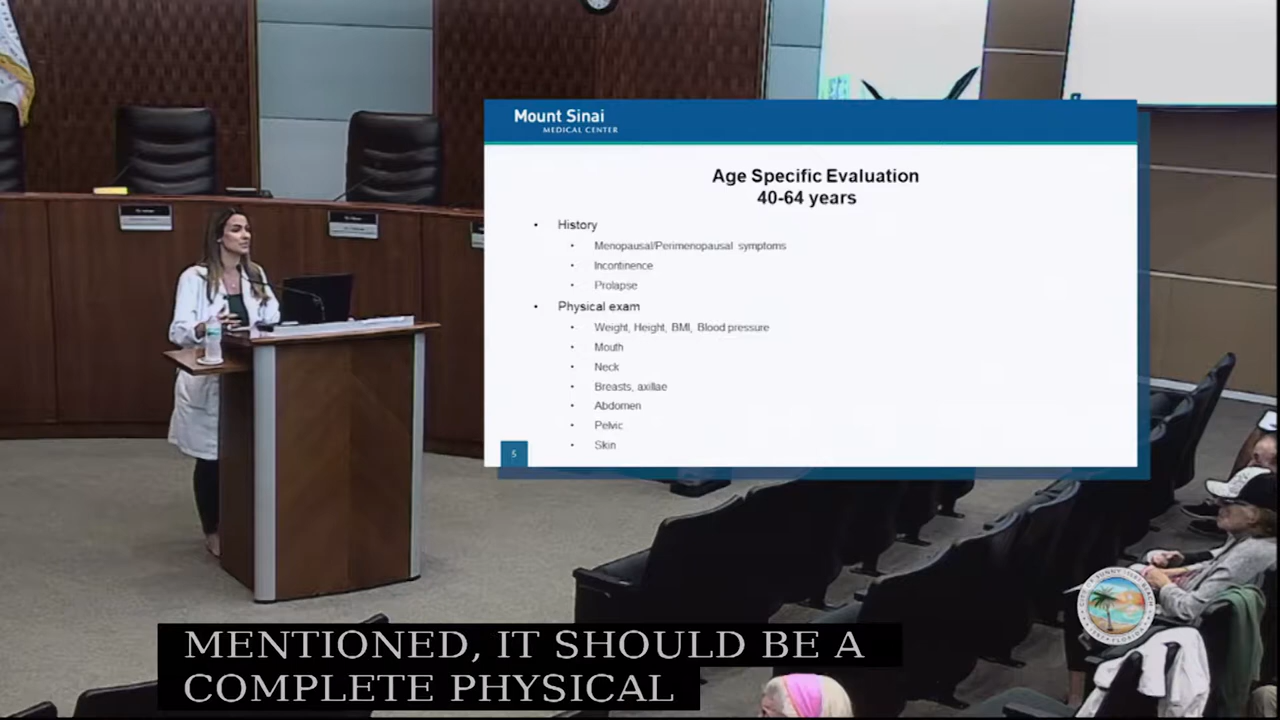 Mount Sinai
MEDICAL CENTER
Age Specific Evaluation
40-64 years
• History
• Menopausal/Perimenopausal symptoms
• Incontinence
• Prolapse
• Physical exam
• Weight, Height, BMI, Blood pressure
• Mouth
• Neck
• Breasts, axillae
• Abdomen
• Pelvic
• Skin
5
MENTIONED, IT SHOULD BE A
COMPLETE PHYSICAL